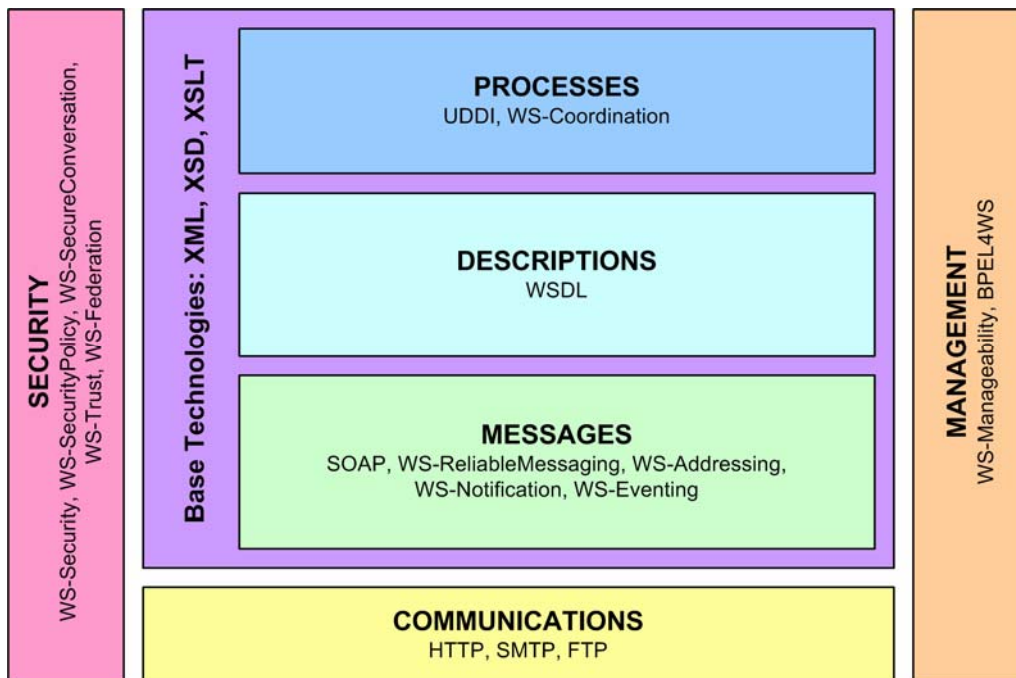 SECURITY
WS-Security, WS-SecurityPolicy, WS-SecureConversation,
WS-Trust, WS-Federation
Base Technologies: XML, XSD, XSLT
PROCESSES
UDDI, WS-Coordination
DESCRIPTIONS
WSDL
MESSAGES
SOAP, WS-ReliableMessaging, WS-Addressing,
WS-Notification, WS-Eventing
COMMUNICATIONS
HTTP, SMTP, FTP
MANAGEMENT
WS-Manageability, BPEL4WS